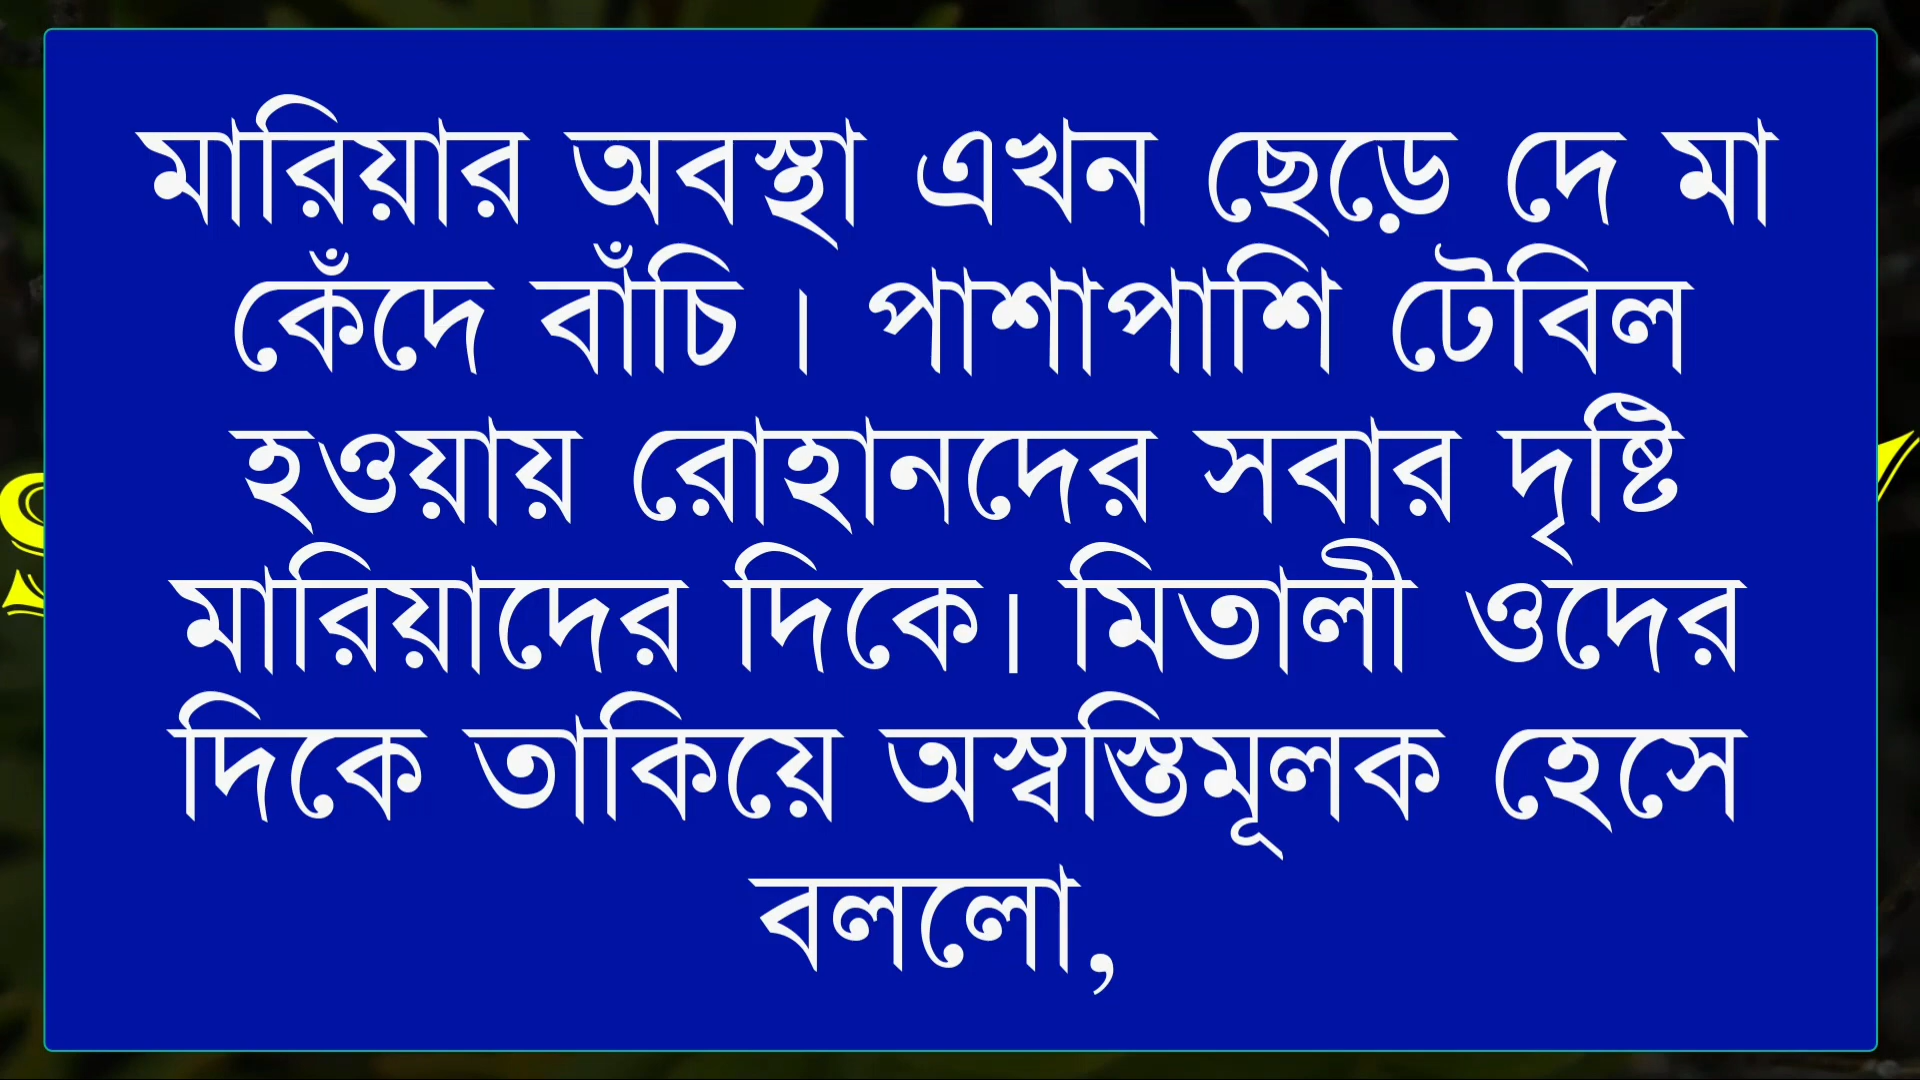 মারিয়ার অবস্থা এখন ছেড়ে দে মা
কেঁদে বাঁচি । পাশাপাশি টেবিল
হওয়ায় রোহানদের সবার দৃষ্টি
মারিয়াদের দিকে। মিতালী ওদের
দিকে তাকিয়ে অস্বস্তিমূলক হেসে
বললো,